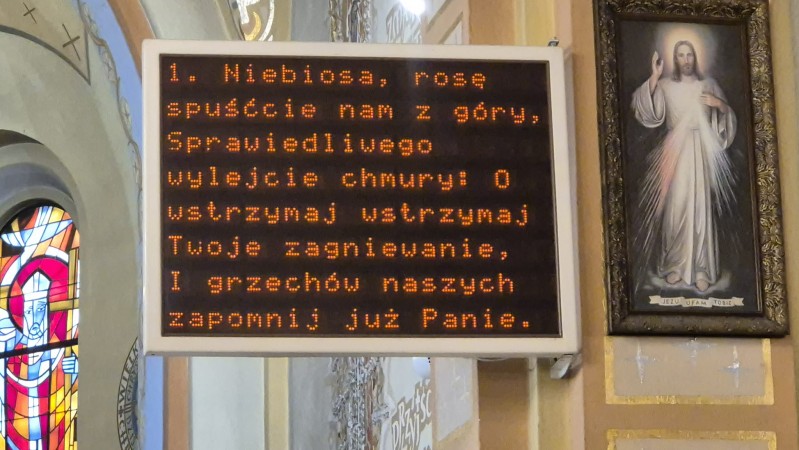 1. Niebiosa, rosę
spuśćcie nam z góry,
Sprawiedliwego
wylejcie chmury: O
wstrzymaj wstrzymaj
Twoje zagniewanie,
I grzechów naszych
zapomnij już Panie.
JEZU UFAM TOBIE